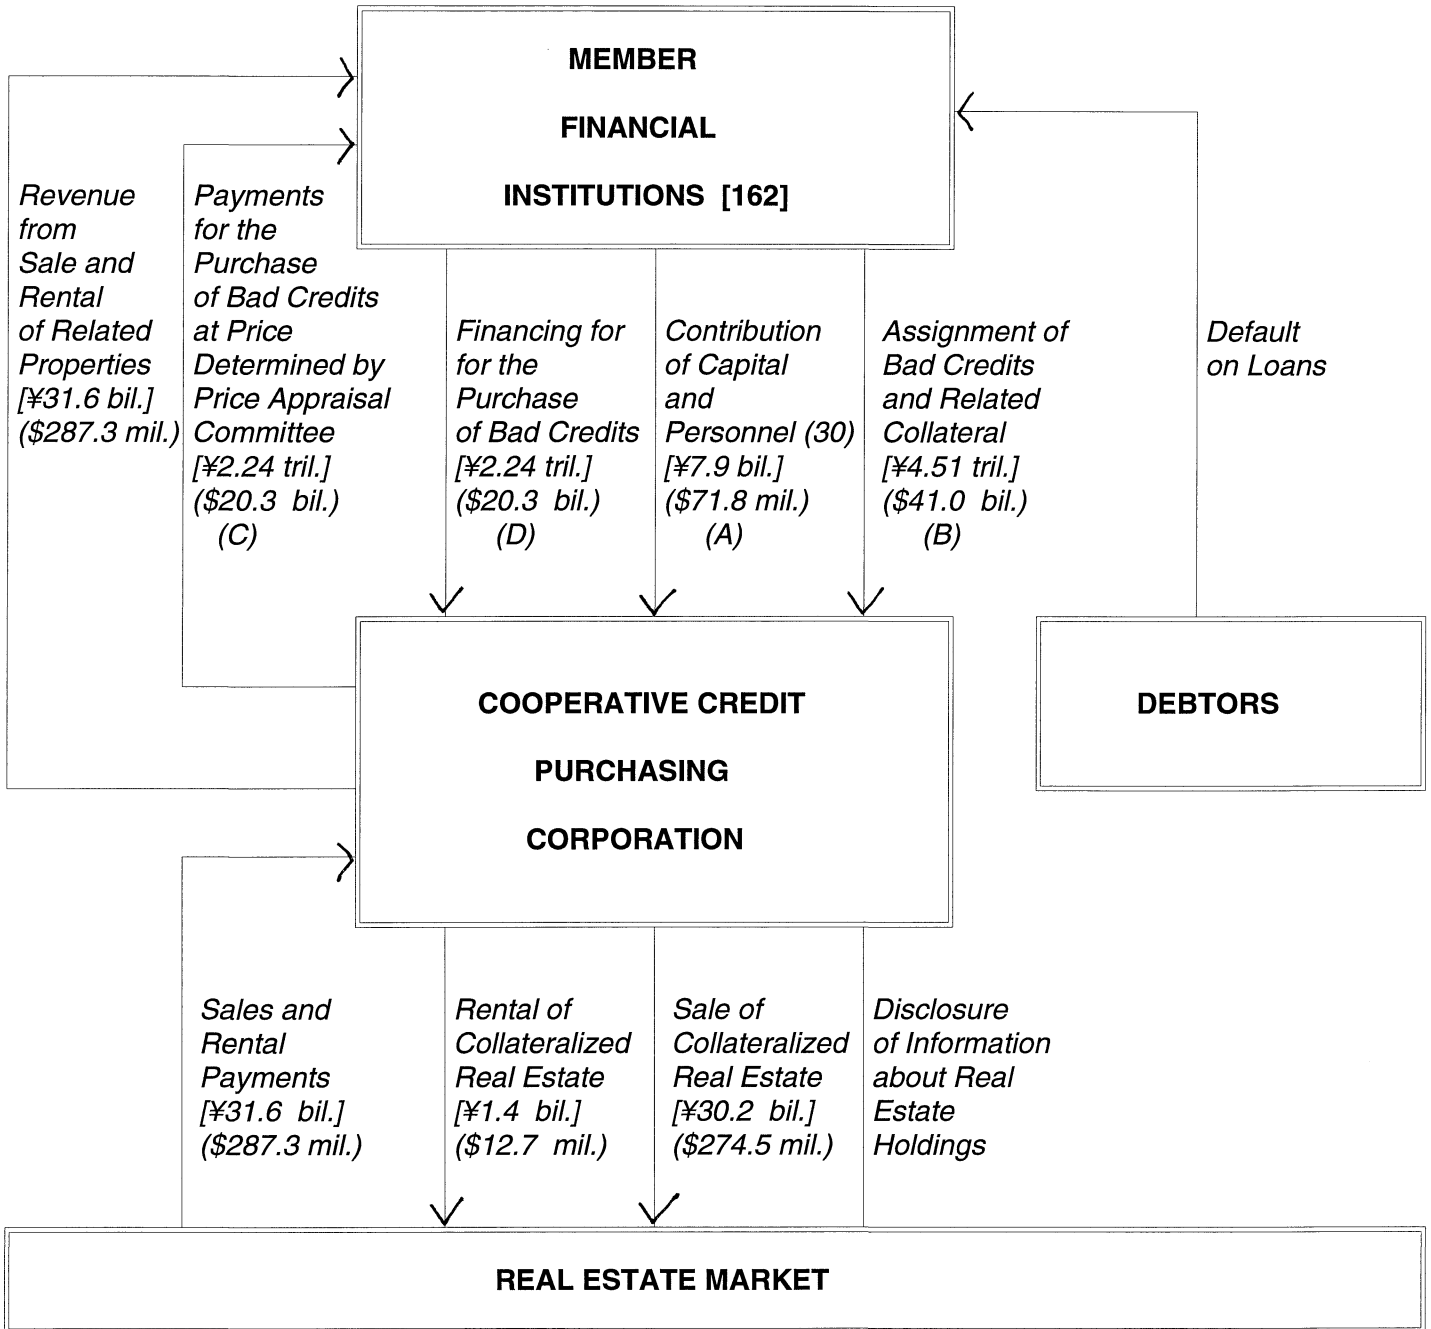 MEMBER
FINANCIAL
INSTITUTIONS [162]
Revenue
from
Sale and
Rental
of Related
Properties
[¥31.6 bil.]
($287.3 mil.)
Payments
for the
Purchase
of Bad Credits
at Price
Determined by
Price Appraisal
Committee
[¥2.24 tril.]
($20.3 bil.)
(C)
Financing for
for the
Purchase
of Bad Credits
[¥2.24 tril.]
($20.3 bil.)
(D)
Contribution
of Capital
and
Personnel (30)
[¥7.9 bil.]
($71.8 mil.)
(A)
Assignment of
Bad Credits
and Related
Collateral
[¥4.51 tril.]
($41.0 bil.)
(B)
Default
on Loans
COOPERATIVE CREDIT
PURCHASING
CORPORATION
DEBTORS
Sales and
Rental
Payments
[¥31.6 bil.]
($287.3 mil.)
Rental of
Collateralized
Real Estate
[¥1.4 bil.]
($12.7 mil.)
Sale of
Collateralized
Real Estate
[¥30.2 bil.]
($274.5 mil.)
Disclosure
of Information
about Real
Estate
Holdings
REAL ESTATE MARKET